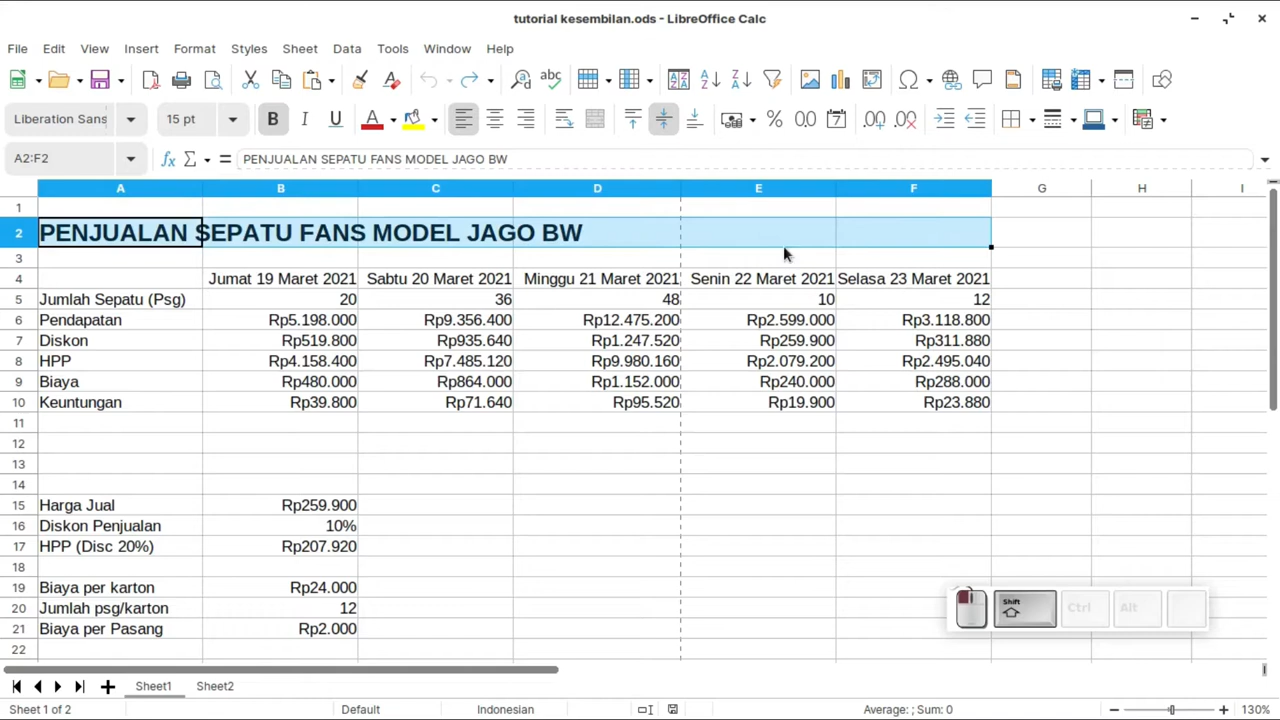 tutorial kesembilan.ods - LibreOffice Calc
File Edit View Insert Format Styles Sheet Data Tools Window Help
Liberation Sans 15 pt
A2:F2 PENJUALAN SEPATU FANS MODEL JAGO BW
A B C D E F G H I
1
2 PENJUALAN SEPATU FANS MODEL JAGO BW
3
4 Jumat 19 Maret 2021 Sabtu 20 Maret 2021 Minggu 21 Maret 2021 Senin 22 Maret 2021 Selasa 23 Maret 2021
5 Jumlah Sepatu (Psg) 20 36 48 10 12
6 Pendapatan Rp5.198.000 Rp9.356.400 Rp12.475.200 Rp2.599.000 Rp3.118.800
7 Diskon Rp519.800 Rp935.640 Rp1.247.520 Rp259.900 Rp311.880
8 HPP Rp4.158.400 Rp7.485.120 Rp9.980.160 Rp2.079.200 Rp2.495.040
9 Biaya Rp480.000 Rp864.000 Rp1.152.000 Rp240.000 Rp288.000
10 Keuntungan Rp39.800 Rp71.640 Rp95.520 Rp19.900 Rp23.880
11
12
13
14
15 Harga Jual Rp259.900
16 Diskon Penjualan 10%
17 HPP (Disc 20%) Rp207.920
18
19 Biaya per karton Rp24.000
20 Jumlah psg/karton 12
21 Biaya per Pasang Rp2.000
22
Shift Ctrl Alt
Sheet1 Sheet2
Sheet 1 of 2 Default Indonesian Average: ; Sum: 0 130%